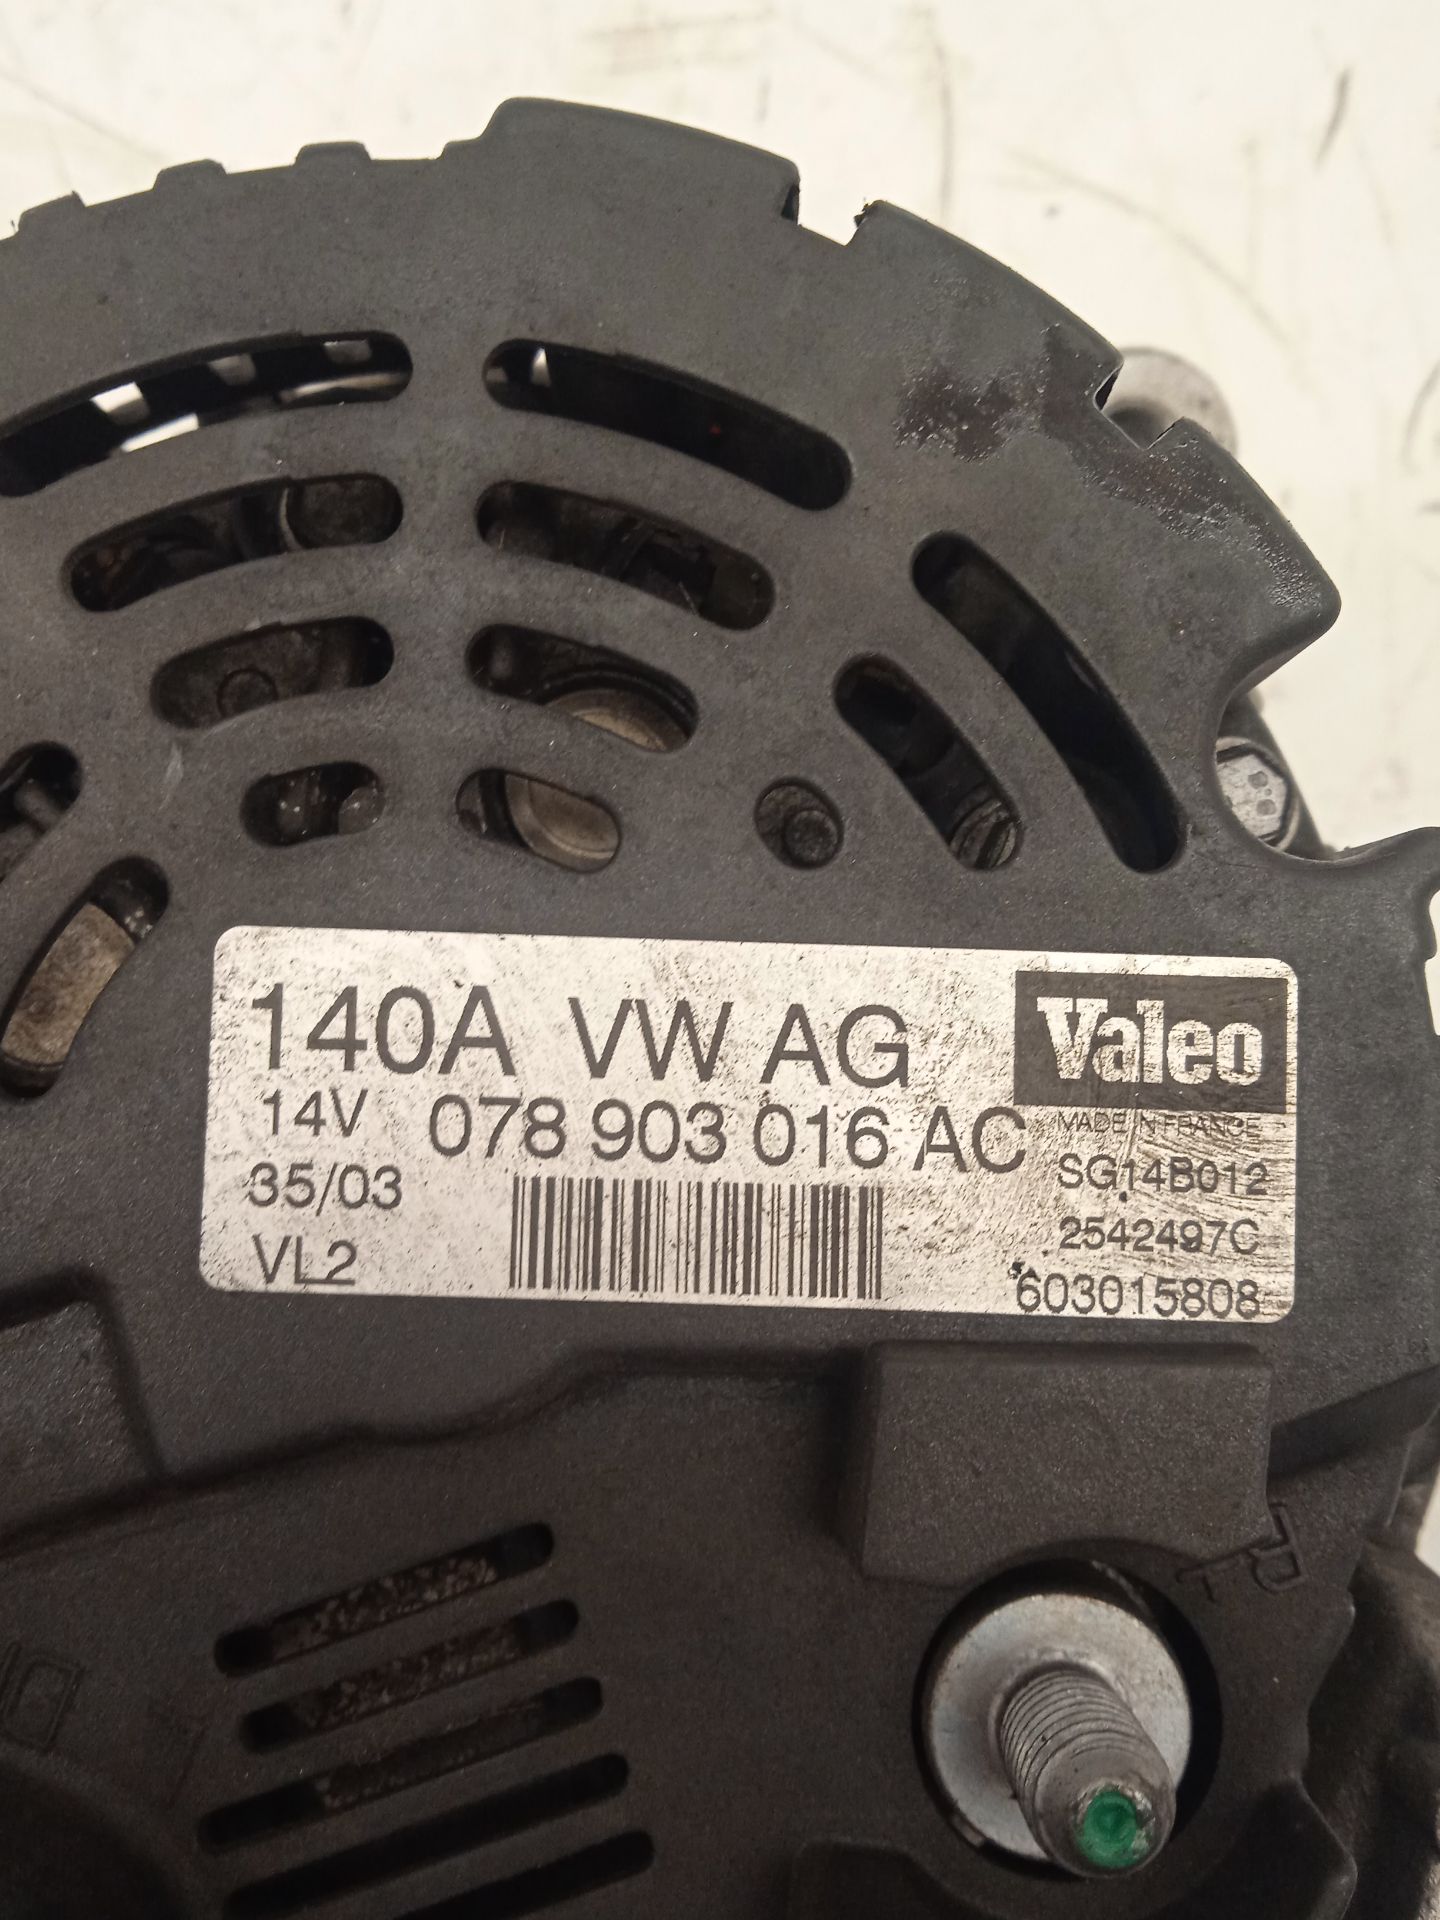 140A VW AG Valeo
14V 078 903 016 AC MADE IN FRANCE
35/03 SG14B012
VL2 2542497C
603015808